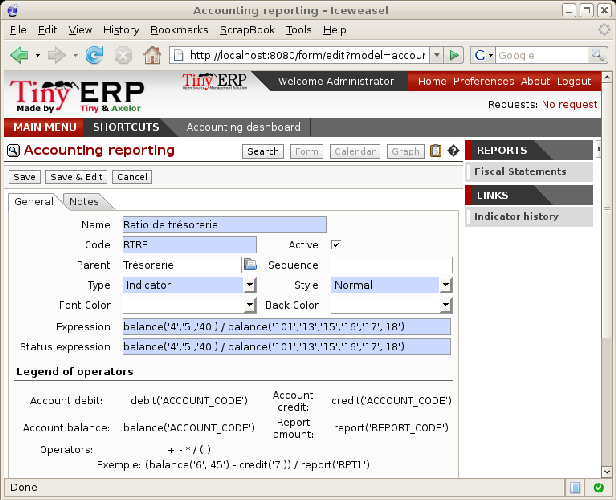 Accounting reporting - Iceweasel
File Edit View History Bookmarks ScrapBook Tools Help
http://localhost:8080/form/edit?model=accour
G Google
Tiny ERP
Made by Tiny & Axelor
Tiny ERP
Open Source Management Solution
Welcome Administrator
Home Preferences About Logout
Requests: No request
MAIN MENU SHORTCUTS Accounting dashboard
Accounting reporting
Search Form Calendar Graph
REPORTS
Fiscal Statements
LINKS
Indicator history
Save Save & Edit Cancel
General Notes
Name: Ratio de trésorerie
Code: RTRE Active:
Parent: Trésorerie Sequence:
Type: Indicator Style: Normal
Font Color: Back Color:
Expression: balance('4','5','40') / balance('101','13','15','16','17','18')
Status expression: balance('4','5','40') / balance('101','13','15','16','17','18')
Legend of operators
Account debit: debit('ACCOUNT_CODE') Account credit: credit('ACCOUNT_CODE')
Account balance: balance('ACCOUNT_CODE') Report amount: report('REPORT_CODE')
Operators: + - * / ( )
Exemple: (balance('6','45') - credit('7')) / report('RPT1')
Done